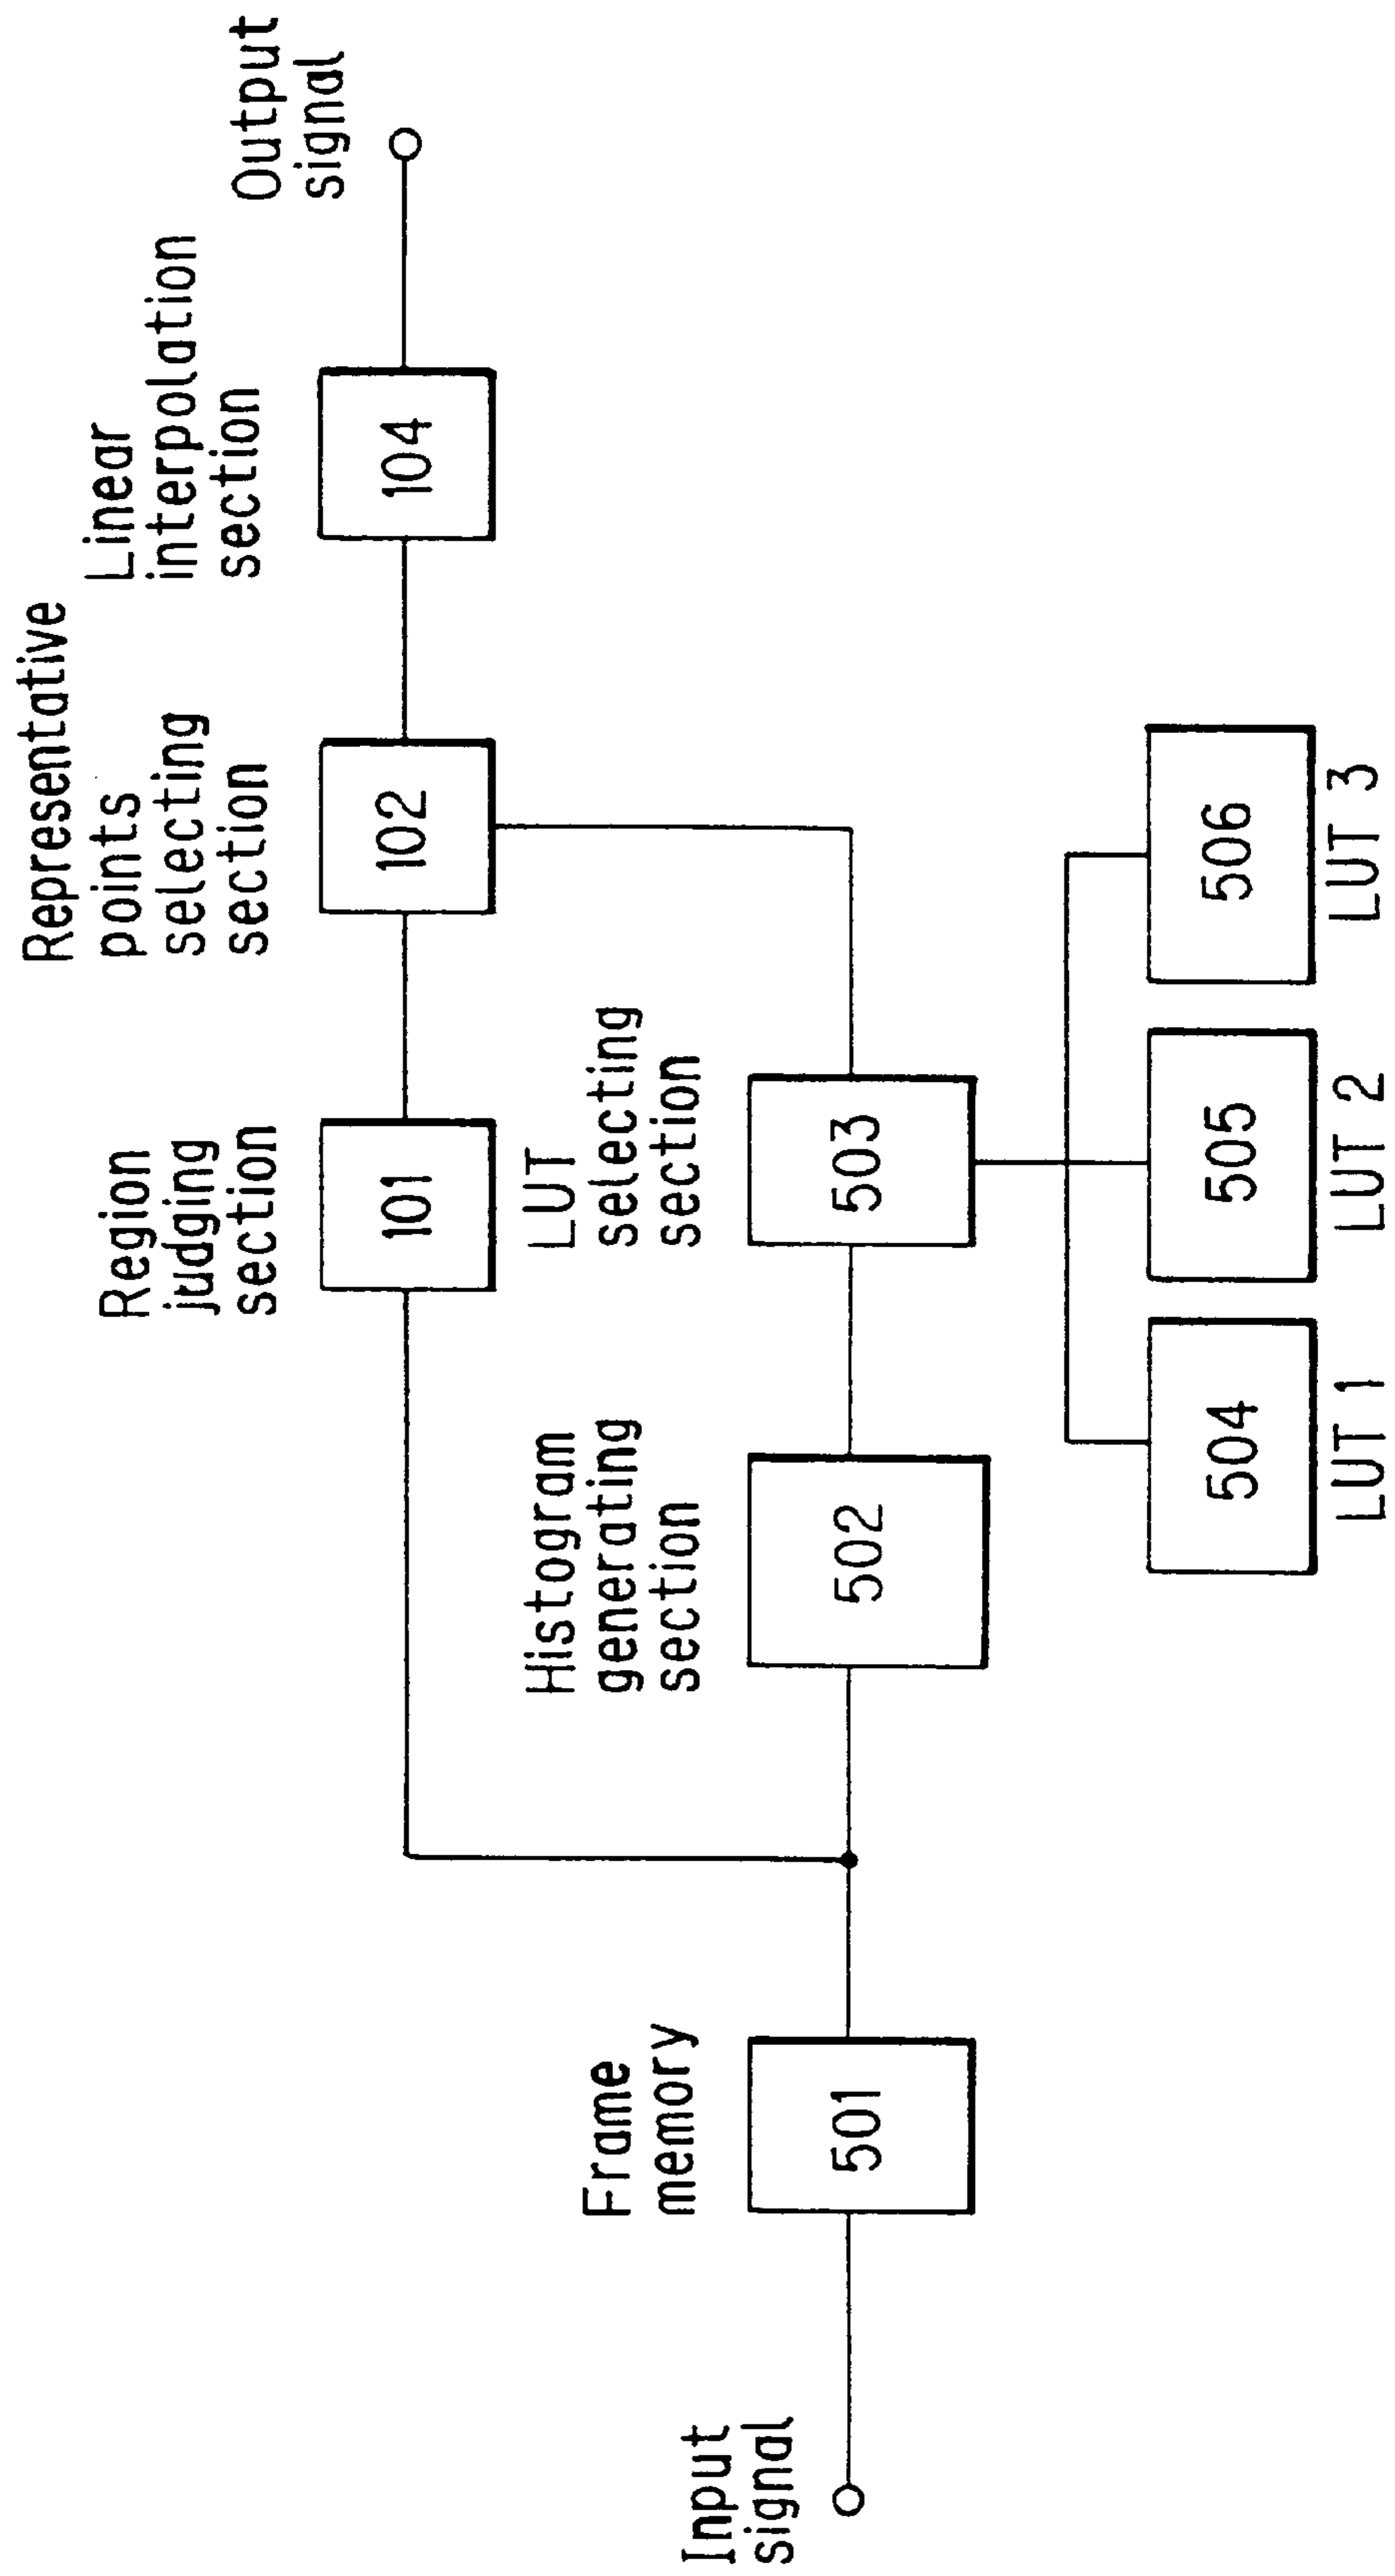 Input
signal
Frame
memory
501
Histogram
generating
section
502
LUT
selecting
section
503
504
LUT 1
505
LUT 2
506
LUT 3
Region
judging
section
101
Representative
points
selecting
section
102
Linear
interpolation
section
104
Output
signal